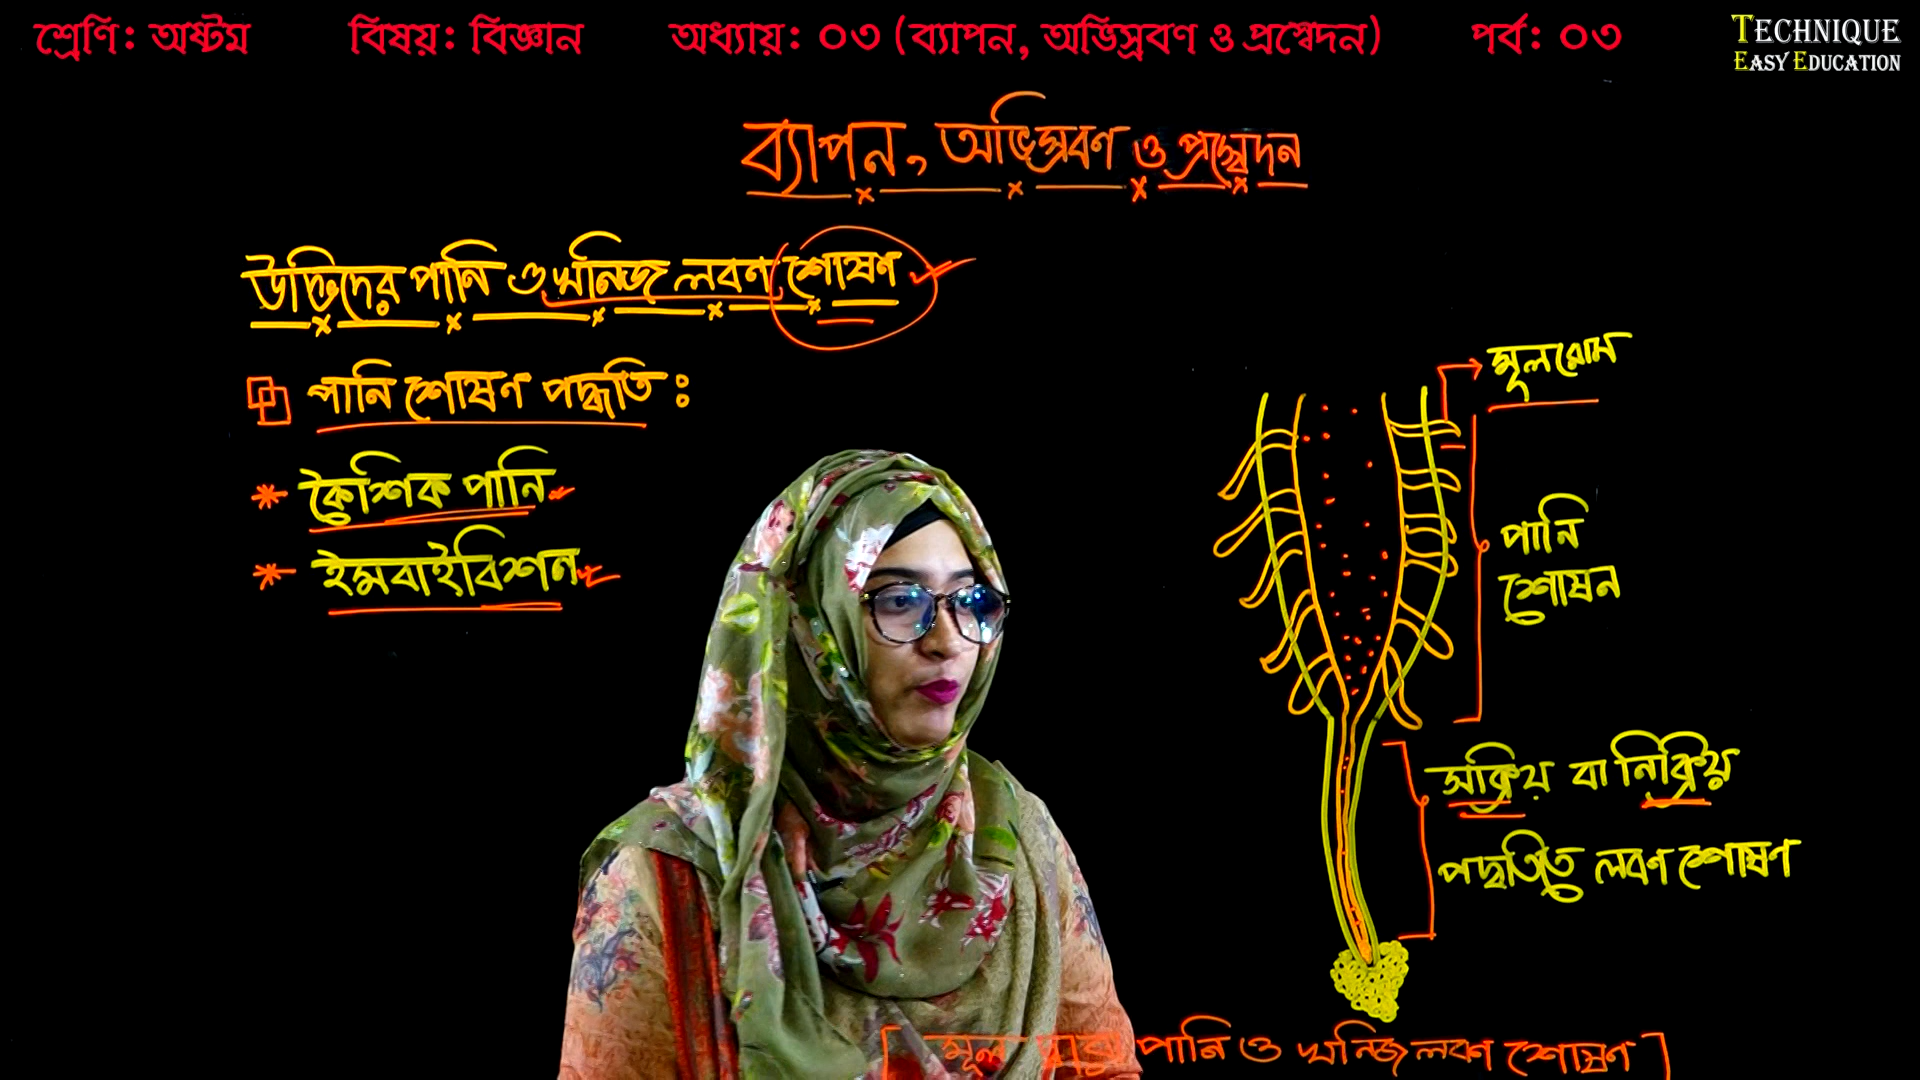 শ্রেণি: অষ্টম বিষয়: বিজ্ঞান অধ্যায়: ০৩ (ব্যাপন, অভিস্রবণ ও প্রস্বেদন) পর্ব: ০৩
TECHNIQUE
EASY EDUCATION
ব্যাপন, অভিস্রবণ ও প্রস্বেদন
উদ্ভিদের পানি ও খনিজ লবণ শোষণ
পানি শোষণ পদ্ধতি :
* কৈশিক পানি
* ইমবাইবিশন
মূলরোম
পানি
শোষন
সক্রিয় বা নিষ্ক্রিয়
পদ্ধতিতে লবণ শোষণ
[ মূল দ্বারা পানি ও খনিজ লবণ শোষণ ]